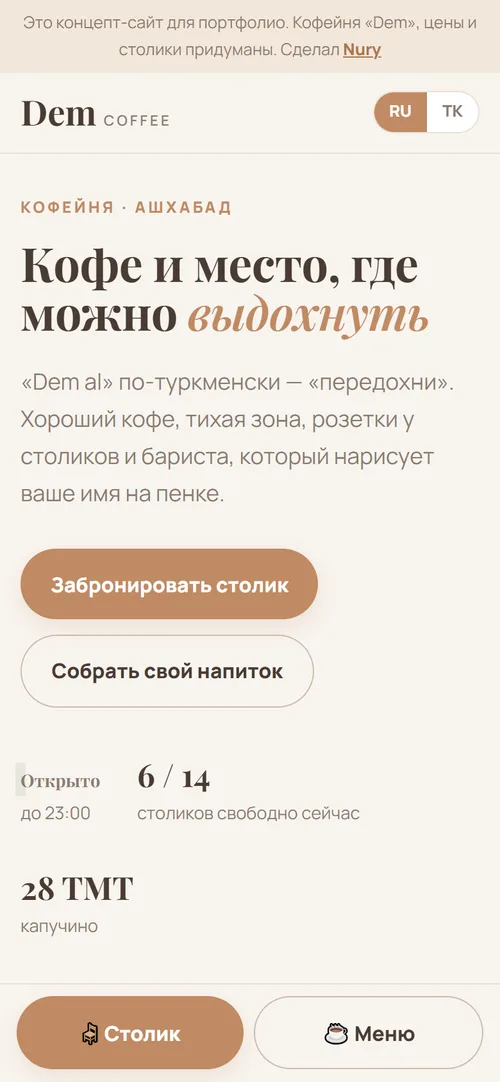 Это концепт-сайт для портфолио. Кофейня «Dem», цены и
столики придуманы. Сделал Nury
Dem COFFEE
RU TK
КОФЕЙНЯ · АШХАБАД
Кофе и место, где
можно выдохнуть
«Dem al» по-туркменски — «передохни».
Хороший кофе, тихая зона, розетки у
столиков и бариста, который нарисует
ваше имя на пенке.
Забронировать столик
Собрать свой напиток
Открыто
до 23:00
6 / 14
столиков свободно сейчас
28 TMT
капучино
Столик
Меню